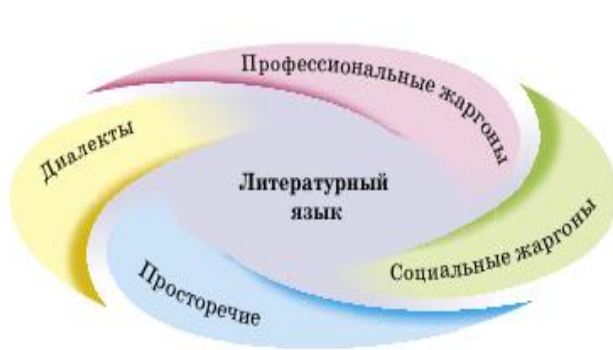 Профессиональные жаргоны
Диалекты
Литературный
язык
Социальные жаргоны
Просторечие